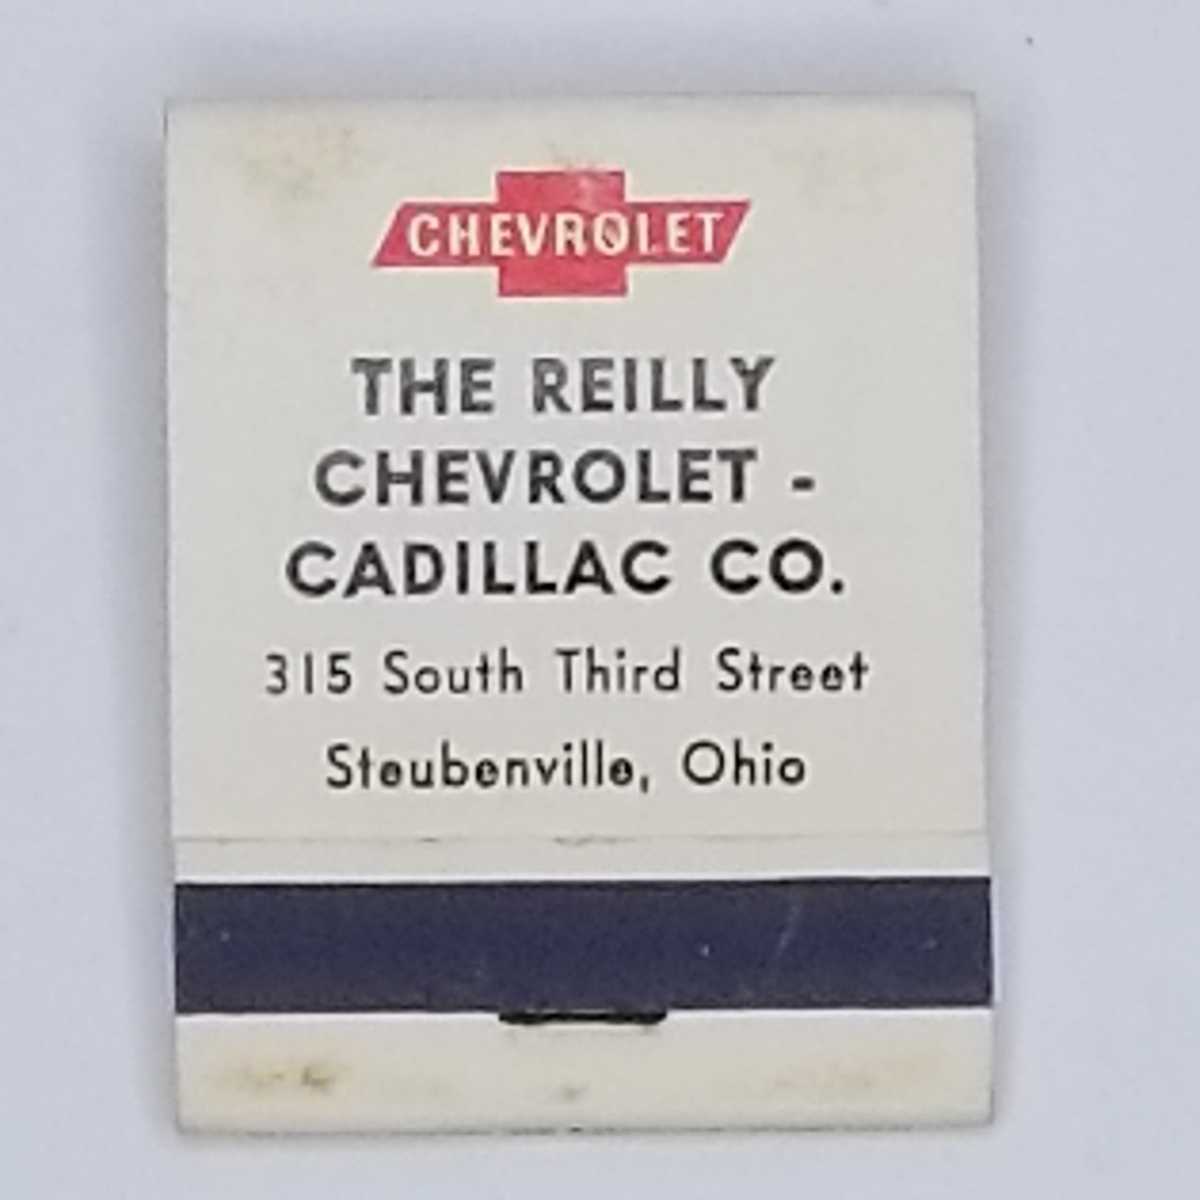 CHEVROLET
THE REILLY
CHEVROLET -
CADILLAC CO.
315 South Third Street
Steubenville, Ohio